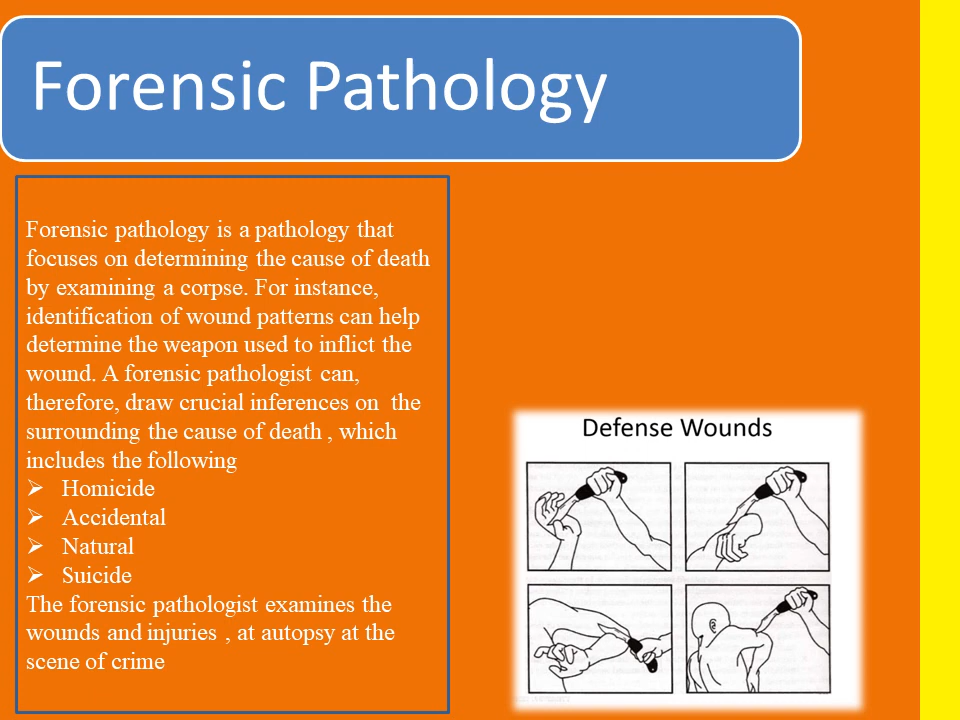 Forensic Pathology
Forensic pathology is a pathology that
focuses on determining the cause of death
by examining a corpse. For instance,
identification of wound patterns can help
determine the weapon used to inflict the
wound. A forensic pathologist can,
therefore, draw crucial inferences on  the
surrounding the cause of death , which
includes the following
➢ Homicide
➢ Accidental
➢ Natural
➢ Suicide
The forensic pathologist examines the
wounds and injuries , at autopsy at the
scene of crime
Defense Wounds